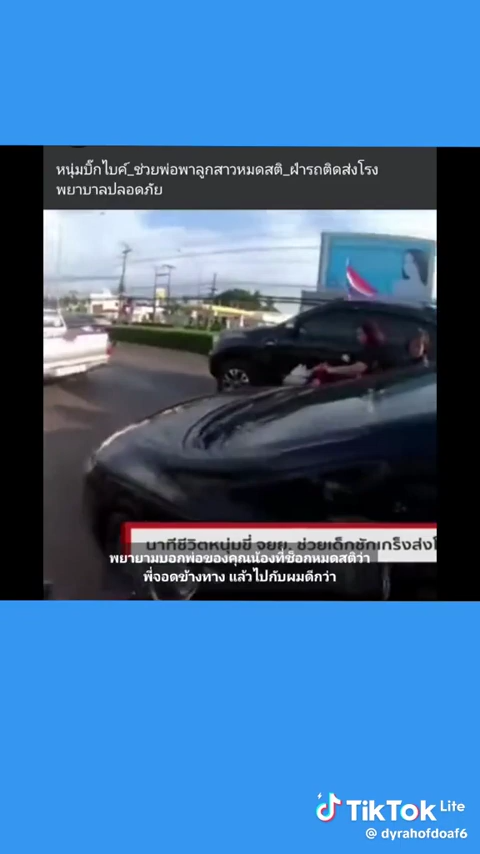 หนุ่มบิ๊กไบค์_ช่วยพ่อพาลูกสาวหมดสติ_ฝ่ารถติดส่งโรง
พยาบาลปลอดภัย
นาทีชีวิตหนุ่มขี่ จยย. ช่วยเด็กชักเกร็งส่งโ
พยายามบอกพ่อของคุณน้องที่ช็อกหมดสติว่า
พี่จอดข้างทาง แล้วไปกับผมดีกว่า
TikTok Lite
@dyrahofdoaf6